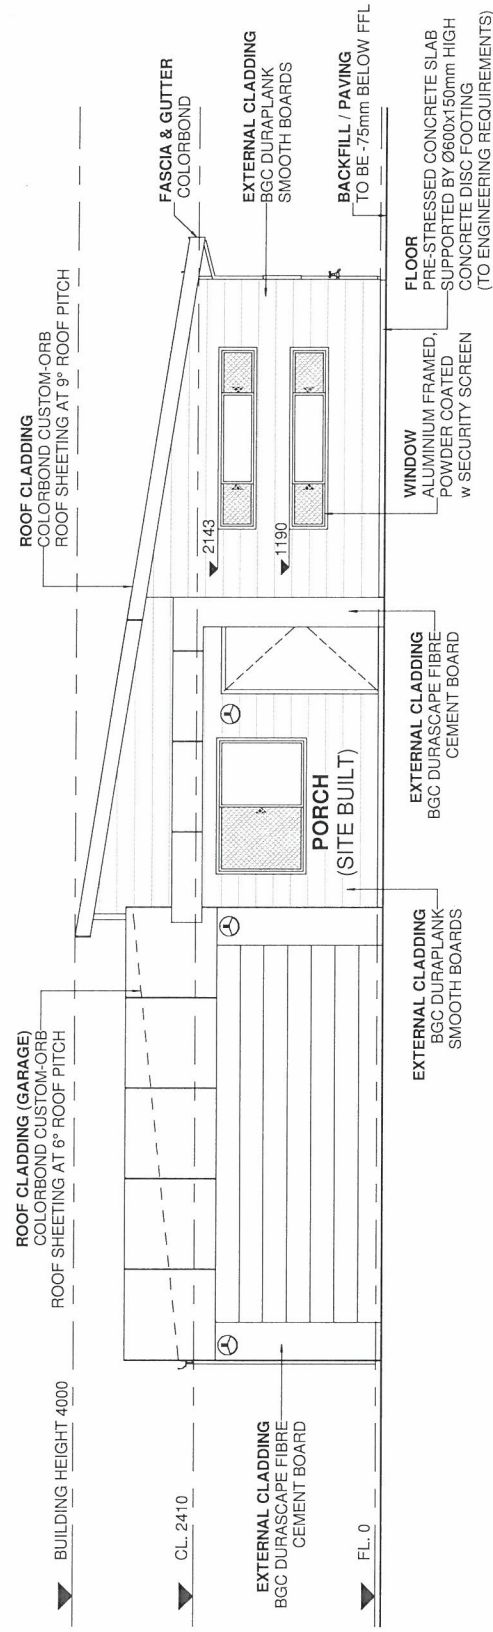 BUILDING HEIGHT 4000
CL. 2410
FL. 0
ROOF CLADDING (GARAGE)
COLORBOND CUSTOM-ORB
ROOF SHEETING AT 6° ROOF PITCH
ROOF CLADDING
COLORBOND CUSTOM-ORB
ROOF SHEETING AT 9° ROOF PITCH
FASCIA & GUTTER
COLORBOND
EXTERNAL CLADDING
BGC DURAPLANK
SMOOTH BOARDS
BACKFILL / PAVING
TO BE -75mm BELOW FFL
2143
1190
PORCH
(SITE BUILT)
EXTERNAL CLADDING
BGC DURASCAPE FIBRE
CEMENT BOARD
EXTERNAL CLADDING
BGC DURAPLANK
SMOOTH BOARDS
EXTERNAL CLADDING
BGC DURASCAPE FIBRE
CEMENT BOARD
WINDOW
ALUMINIUM FRAMED,
POWDER COATED
w SECURITY SCREEN
FLOOR
PRE-STRESSED CONCRETE SLAB
SUPPORTED BY Ø600x150mm HIGH
CONCRETE DISC FOOTING
(TO ENGINEERING REQUIREMENTS)